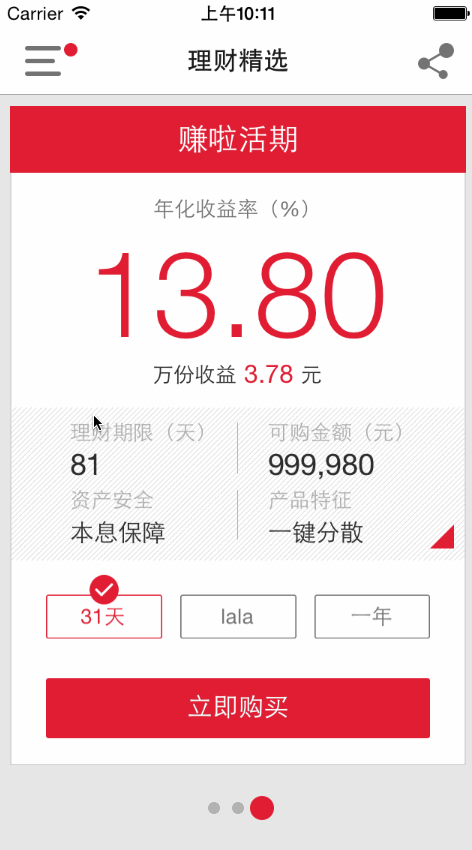 Carrier 上午10:11
理财精选
赚啦活期
年化收益率（%）
13.80
万份收益 3.78 元
理财期限（天） 可购金额（元）
81 999,980
资产安全 产品特征
本息保障 一键分散
31天 lala 一年
立即购买